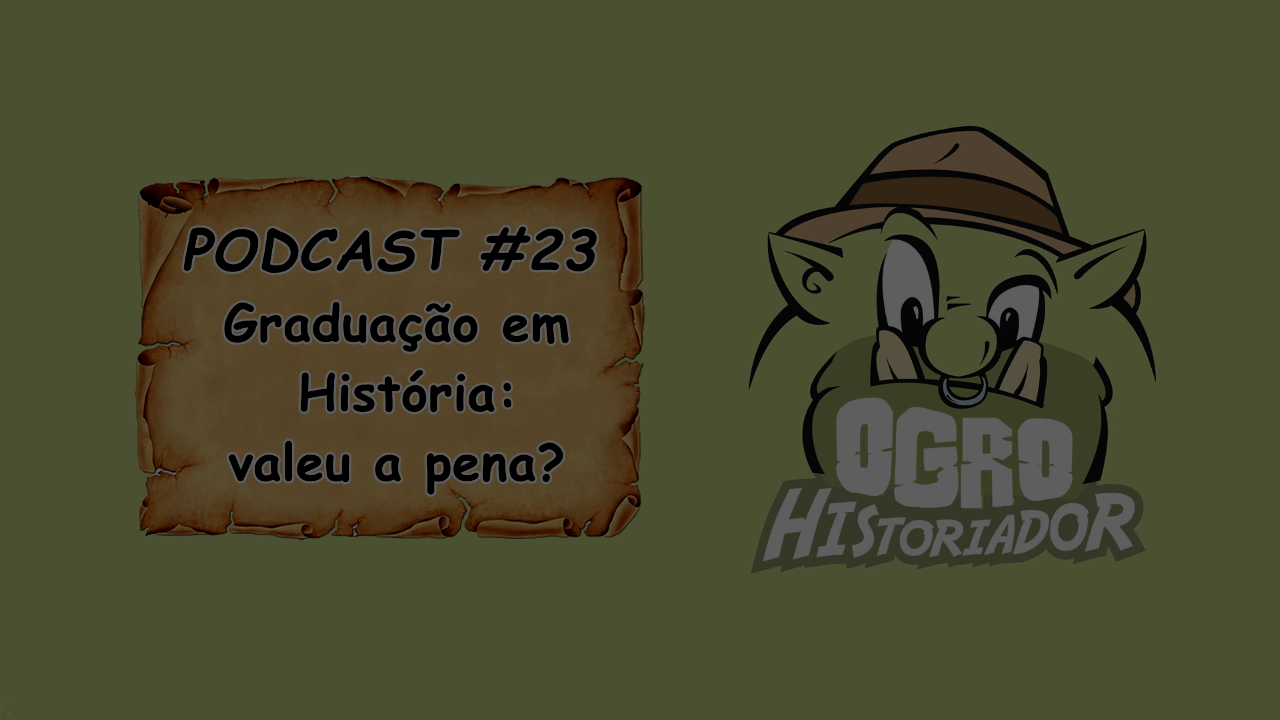 PODCAST #23
Graduação em
História:
valeu a pena?
OGRO
HISTORIADOR